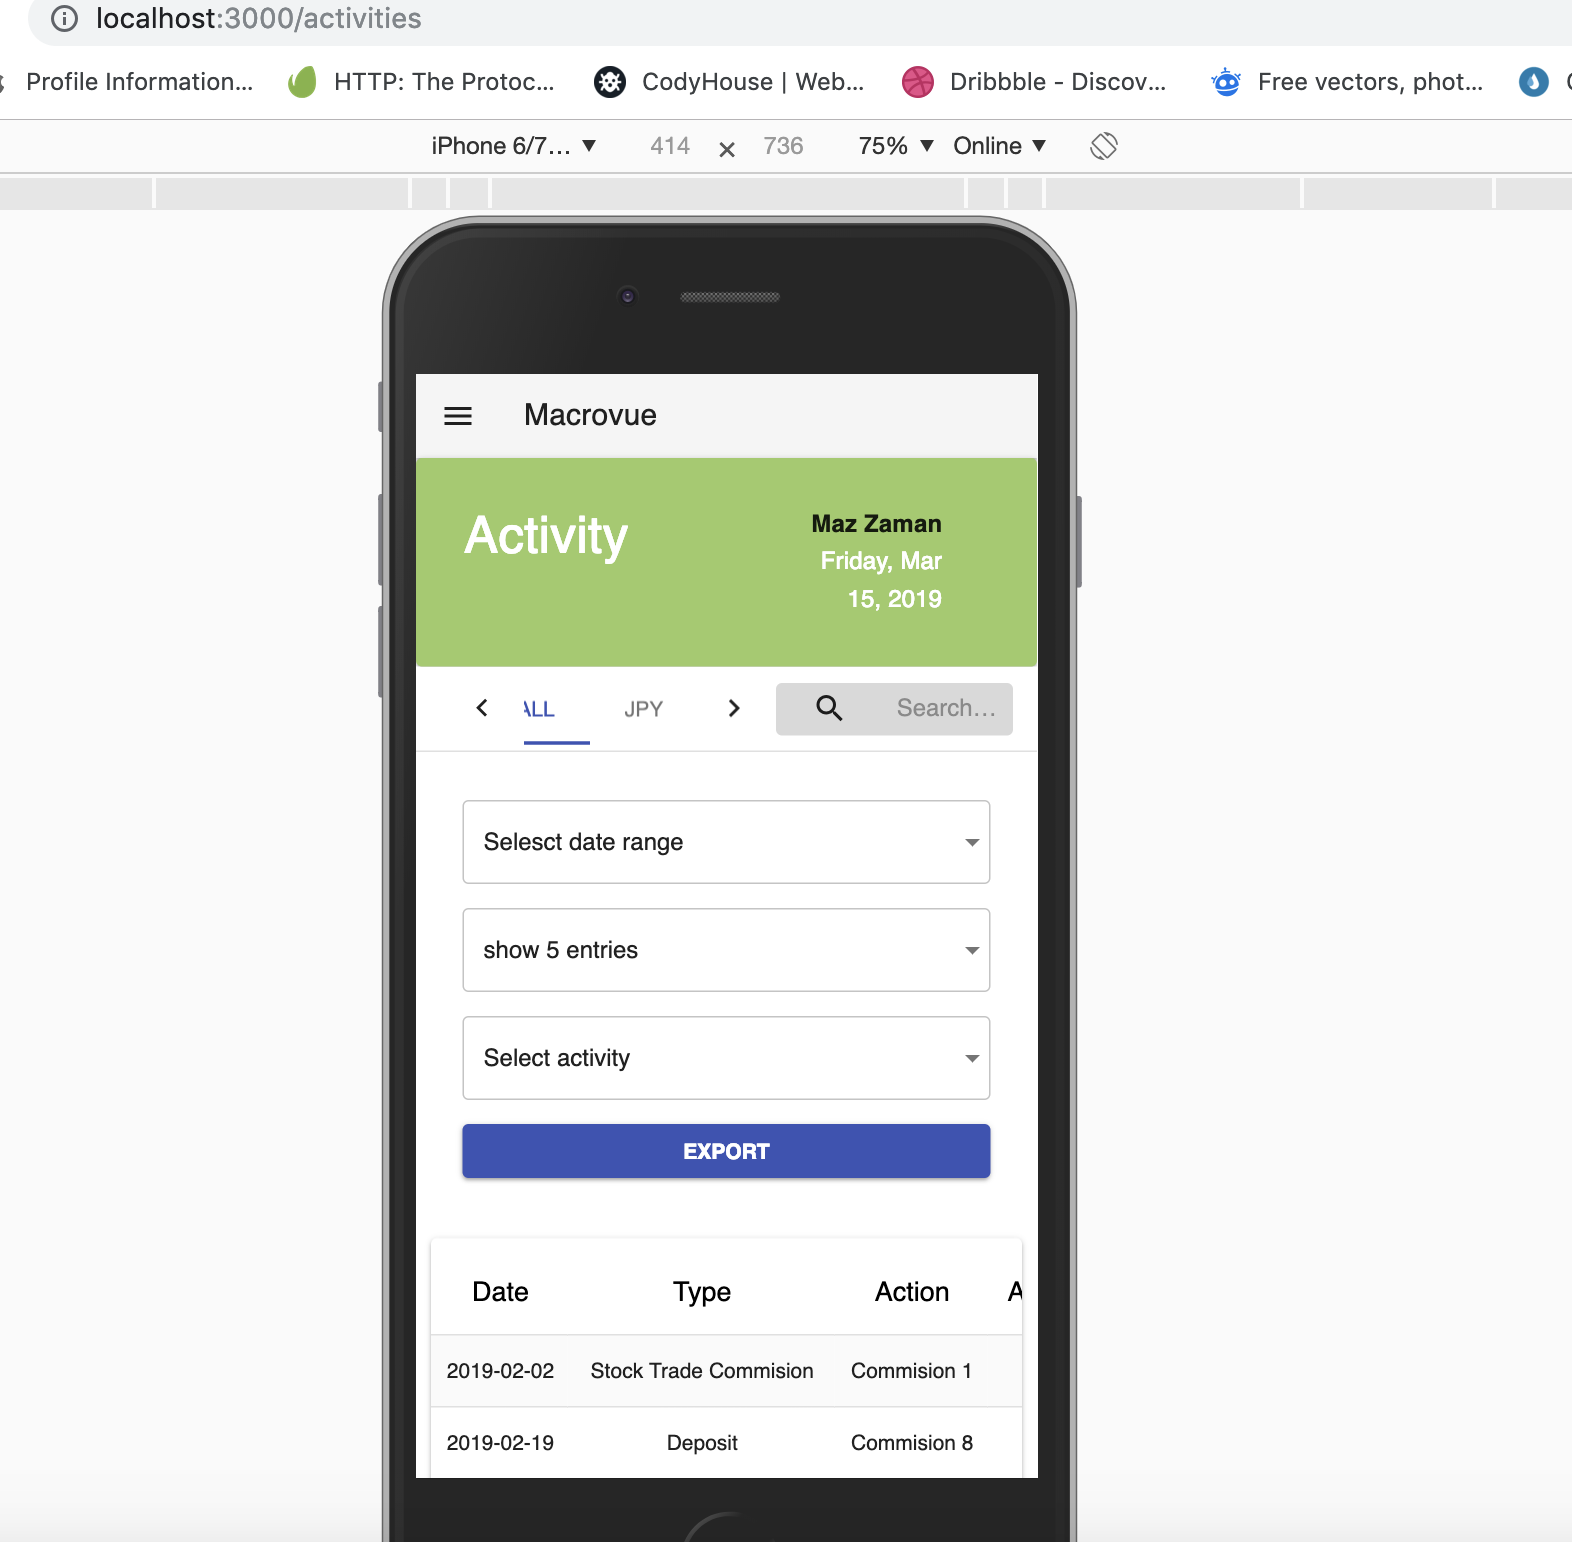 localhost:3000/activities
Profile Information... HTTP: The Protoc... CodyHouse | Web... Dribbble - Discov... Free vectors, phot...
iPhone 6/7... ▼ 414 × 736 75% ▼ Online ▼
Macrovue
Activity
Maz Zaman
Friday, Mar
15, 2019
ALL JPY Search...
Selesct date range
show 5 entries
Select activity
EXPORT
Date Type Action A
2019-02-02 Stock Trade Commision Commision 1
2019-02-19 Deposit Commision 8